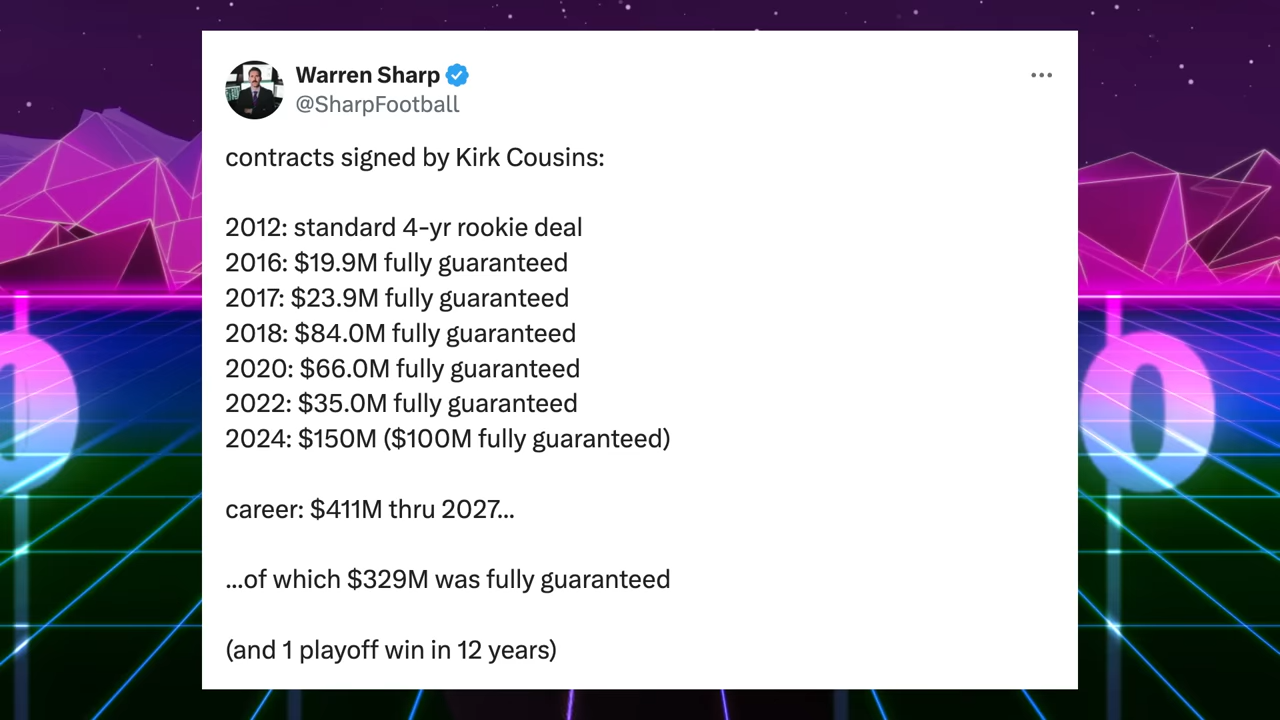 Warren Sharp
@SharpFootball
contracts signed by Kirk Cousins:
2012: standard 4-yr rookie deal
2016: $19.9M fully guaranteed
2017: $23.9M fully guaranteed
2018: $84.0M fully guaranteed
2020: $66.0M fully guaranteed
2022: $35.0M fully guaranteed
2024: $150M ($100M fully guaranteed)
career: $411M thru 2027...
...of which $329M was fully guaranteed
(and 1 playoff win in 12 years)
0
0